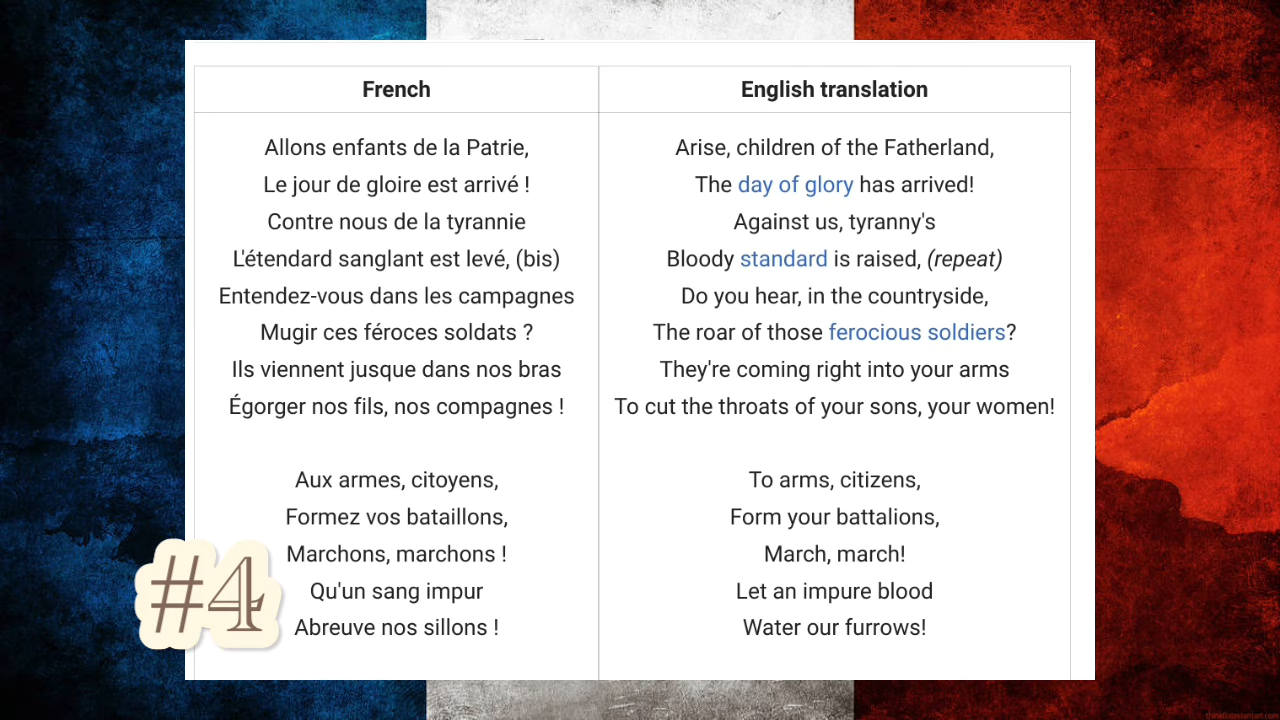 French
Allons enfants de la Patrie,
Le jour de gloire est arrivé !
Contre nous de la tyrannie
L'étendard sanglant est levé, (bis)
Entendez-vous dans les campagnes
Mugir ces féroces soldats ?
Ils viennent jusque dans nos bras
Égorger nos fils, nos compagnes !
Aux armes, citoyens,
Formez vos bataillons,
Marchons, marchons !
Qu'un sang impur
Abreuve nos sillons !
English translation
Arise, children of the Fatherland,
The day of glory has arrived!
Against us, tyranny's
Bloody standard is raised, (repeat)
Do you hear, in the countryside,
The roar of those ferocious soldiers?
They're coming right into your arms
To cut the throats of your sons, your women!
To arms, citizens,
Form your battalions,
March, march!
Let an impure blood
Water our furrows!
#4